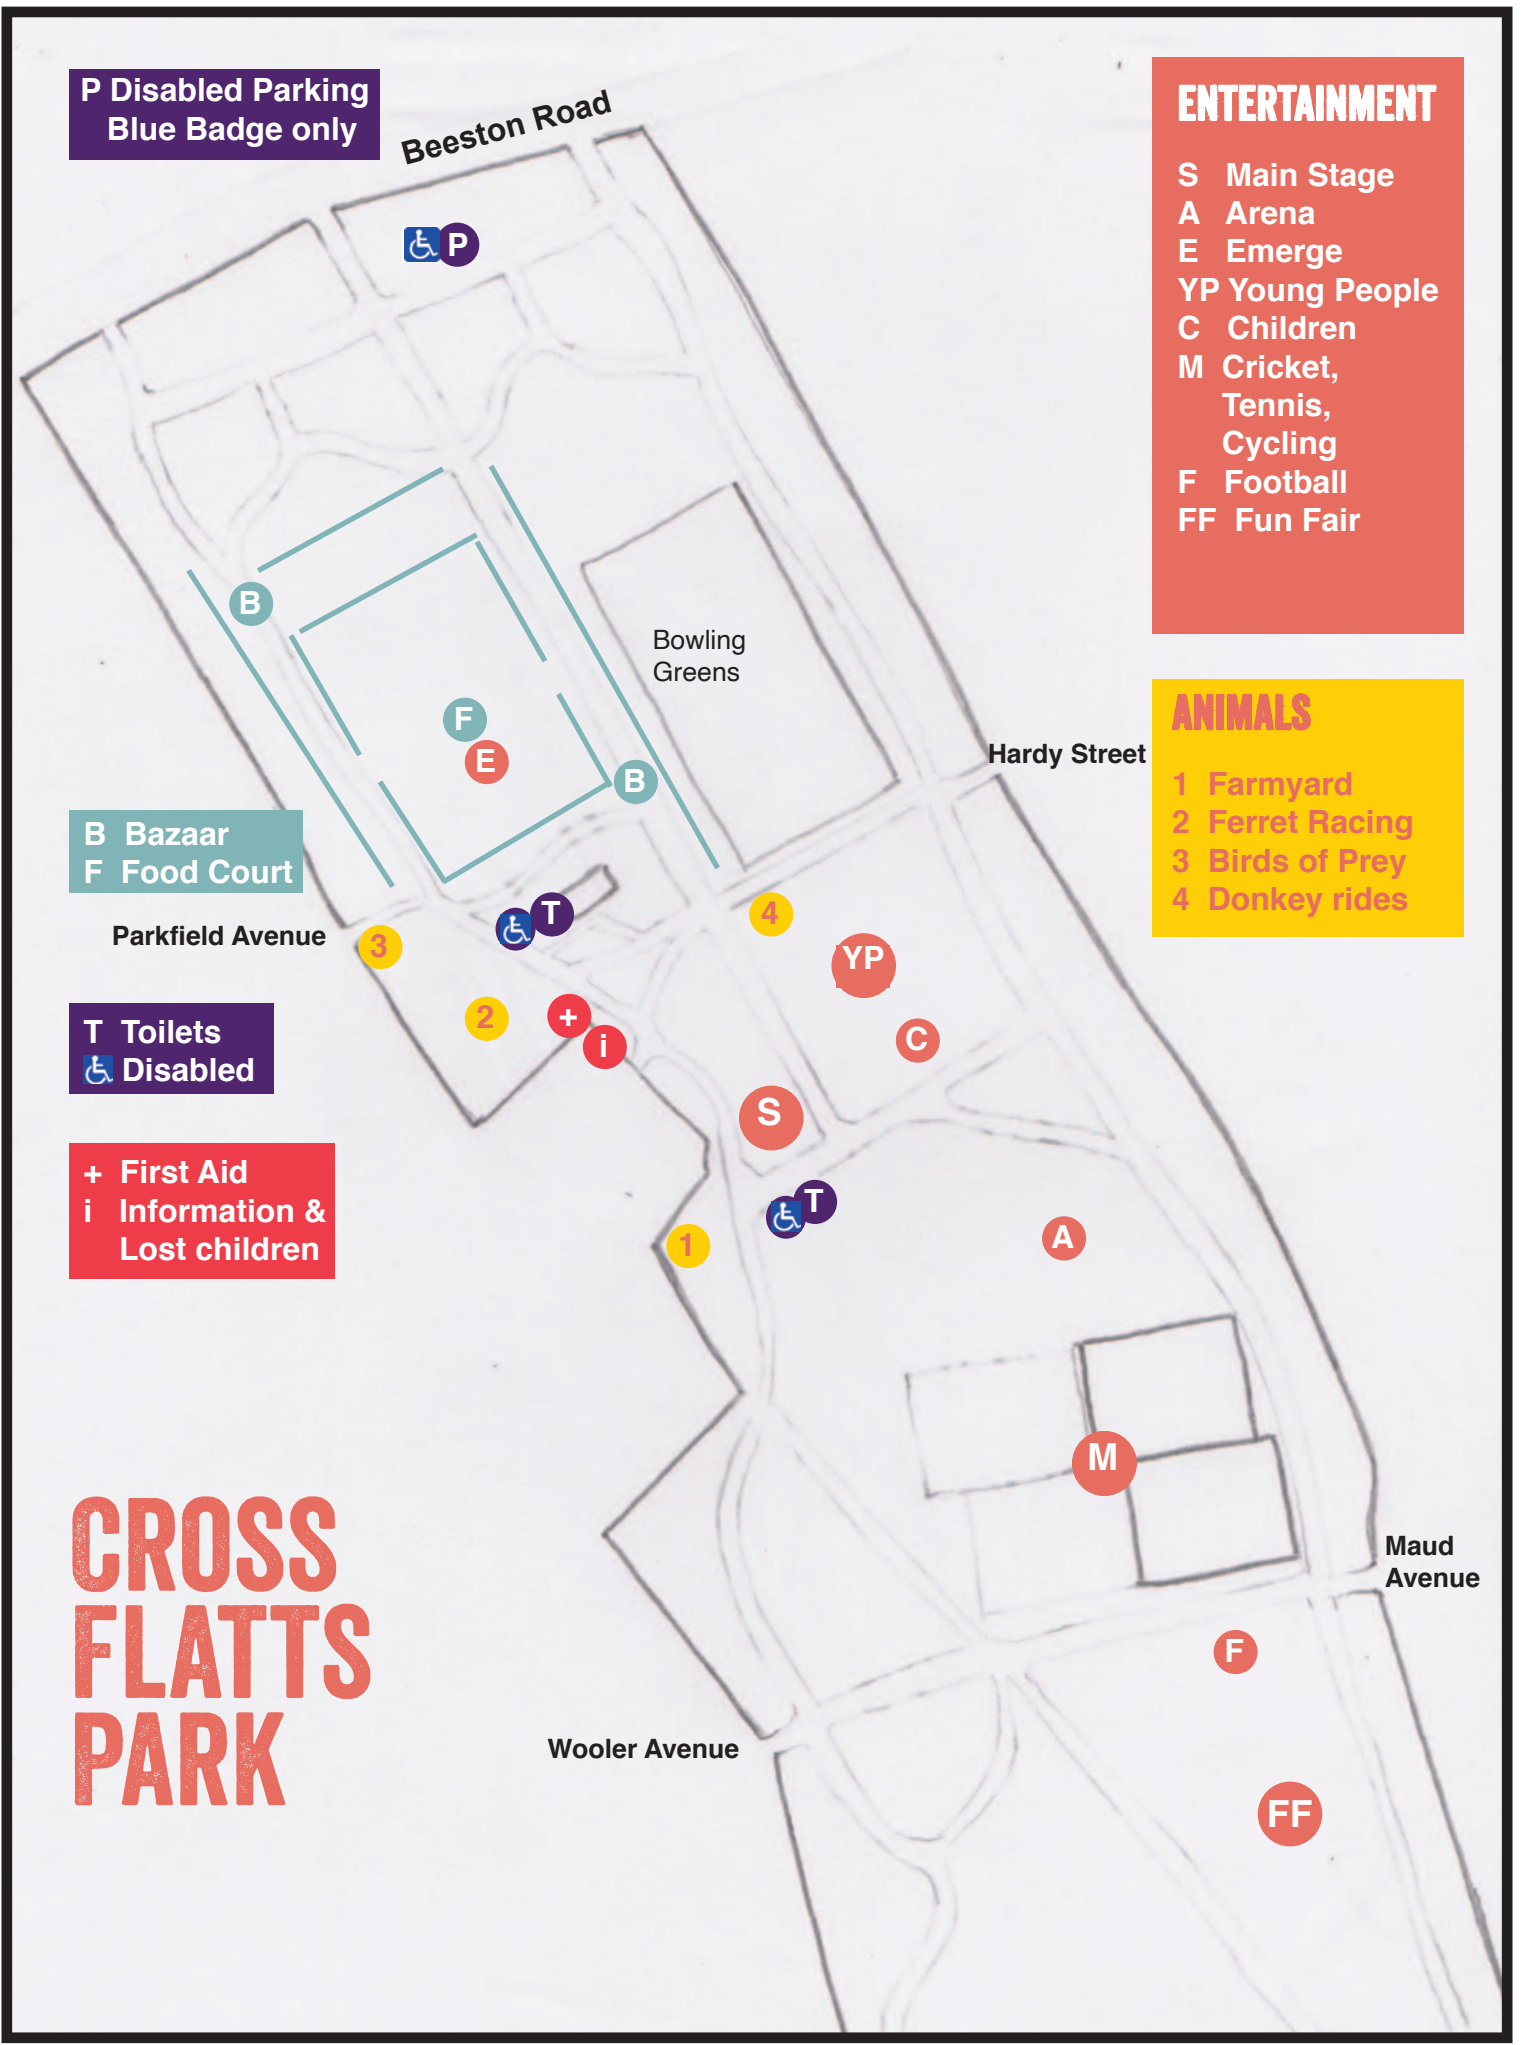 P Disabled Parking
Blue Badge only
Beeston Road
P
ENTERTAINMENT
S Main Stage
A Arena
E Emerge
YP Young People
C Children
M Cricket,
Tennis,
Cycling
F Football
FF Fun Fair
B
Bowling
Greens
F
E
B
Hardy Street
ANIMALS
1 Farmyard
2 Ferret Racing
3 Birds of Prey
4 Donkey rides
B Bazaar
F Food Court
Parkfield Avenue
3
T
4
YP
2
+
i
C
T Toilets
Disabled
S
+ First Aid
i Information &
Lost children
T
1
A
M
CROSS
FLATTS
PARK
Maud
Avenue
F
Wooler Avenue
FF